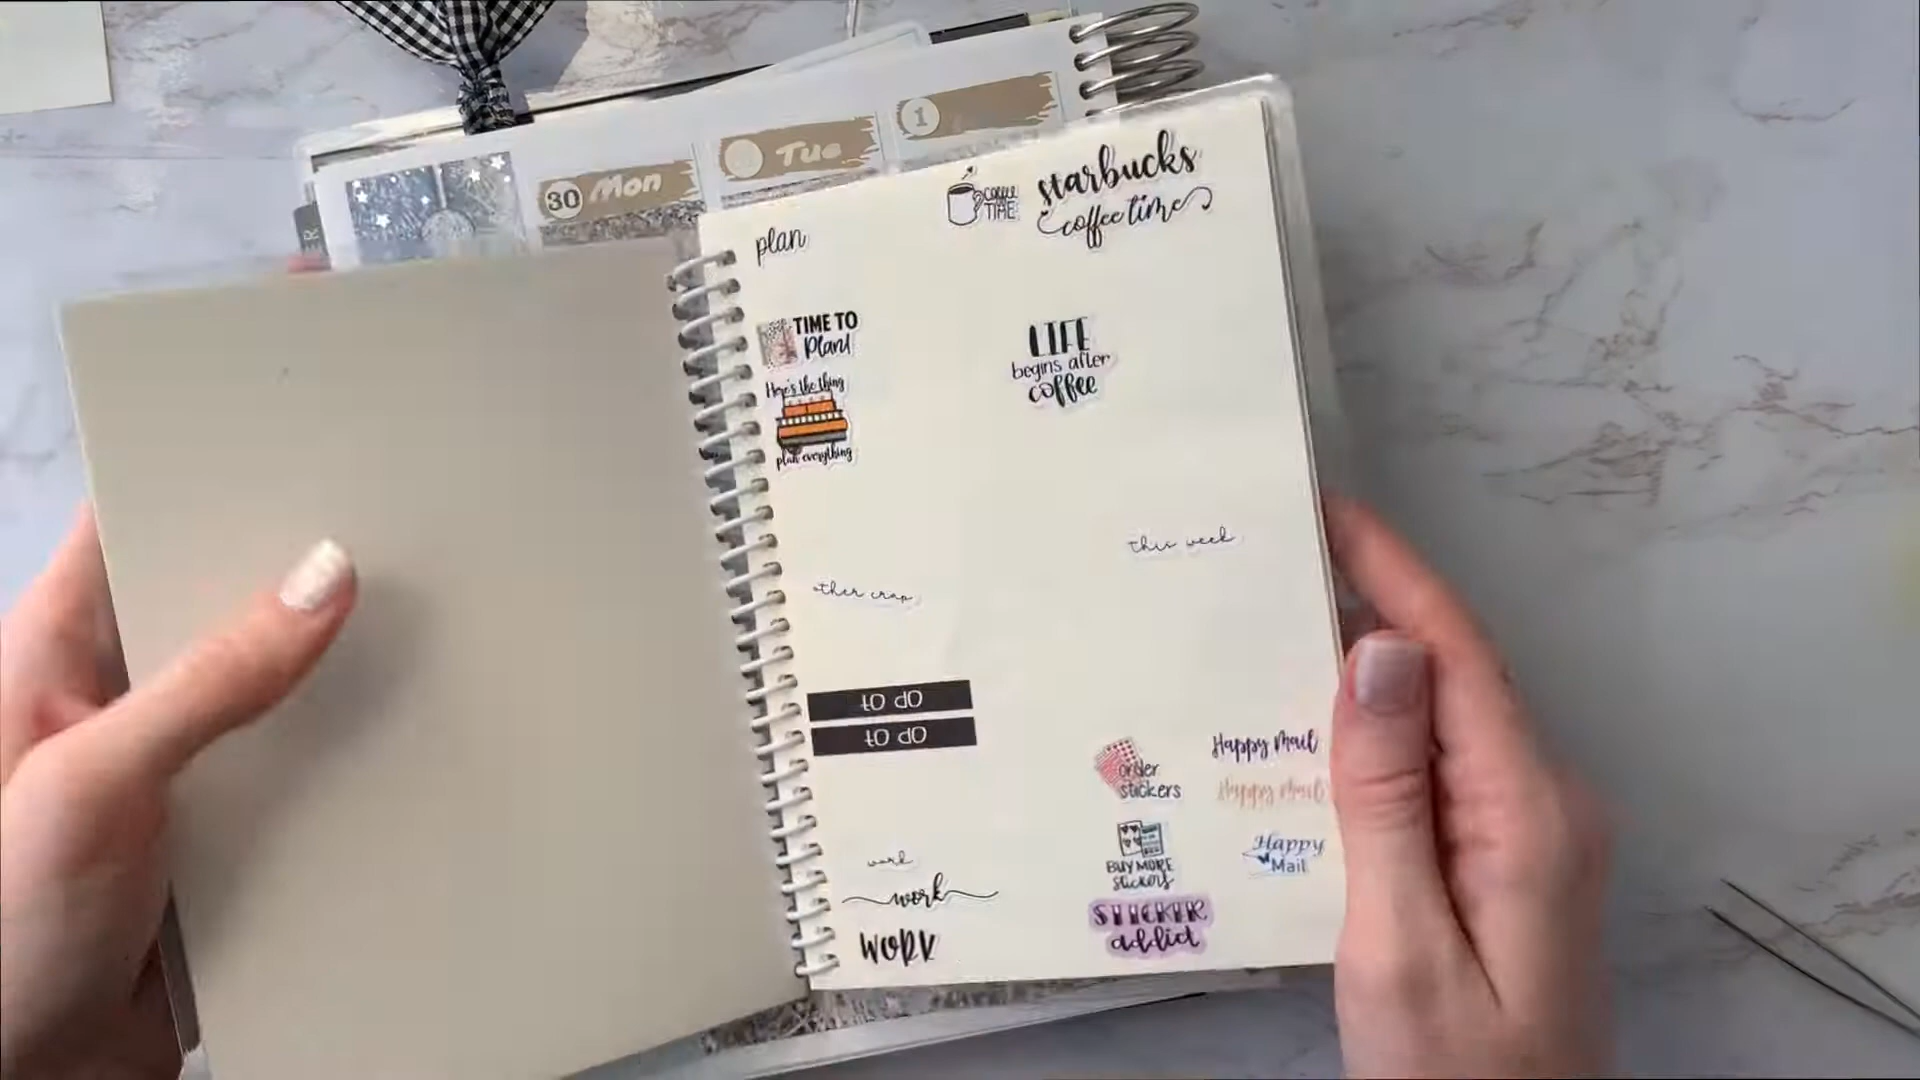 30 Mon
Tue
1
COFFEE
TIME
starbucks
coffee time
plan
TIME TO
Plan!
LIFE
begins after
coffee
Here's the thing
plan everything
this week
other crap
to do
to do
order
stickers
Happy Mail
Happy Mail
BUY MORE
stickers
Happy
Mail
work
work
WORK
STICKER
addict